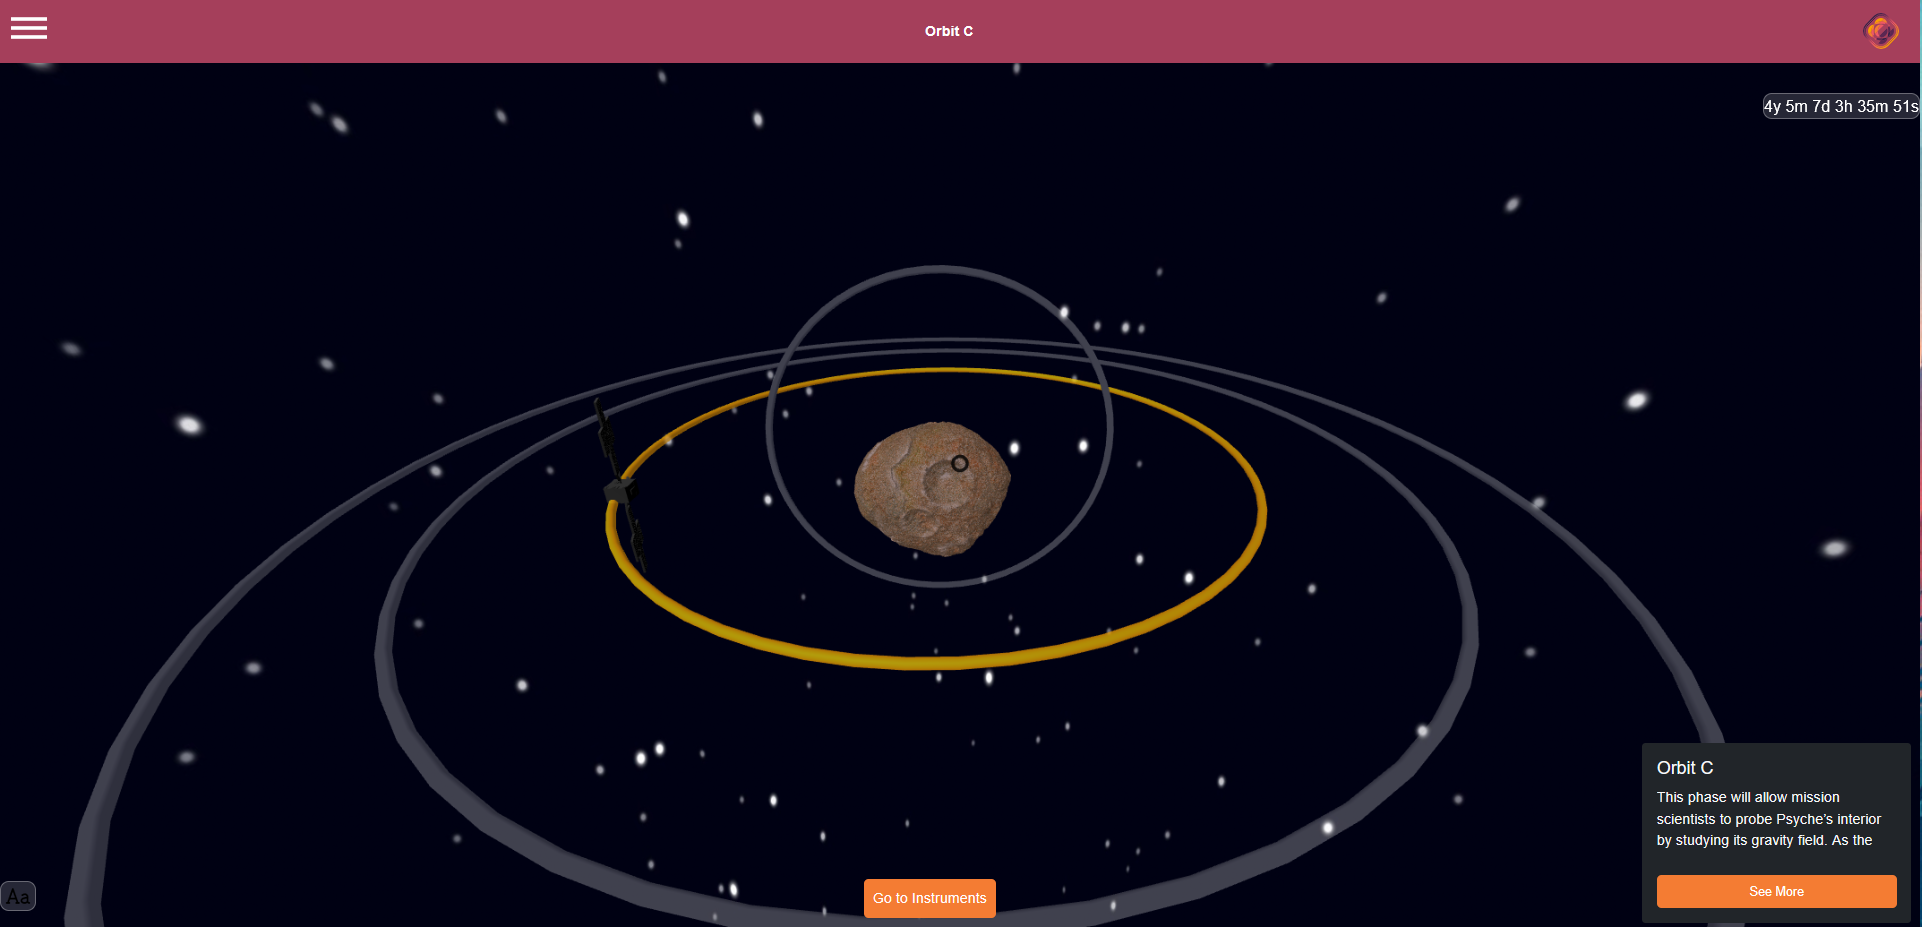 Orbit C
4y 5m 7d 3h 35m 51s
Orbit C
This phase will allow mission
scientists to probe Psyche's interior
by studying its gravity field. As the
See More
Go to Instruments
Aa